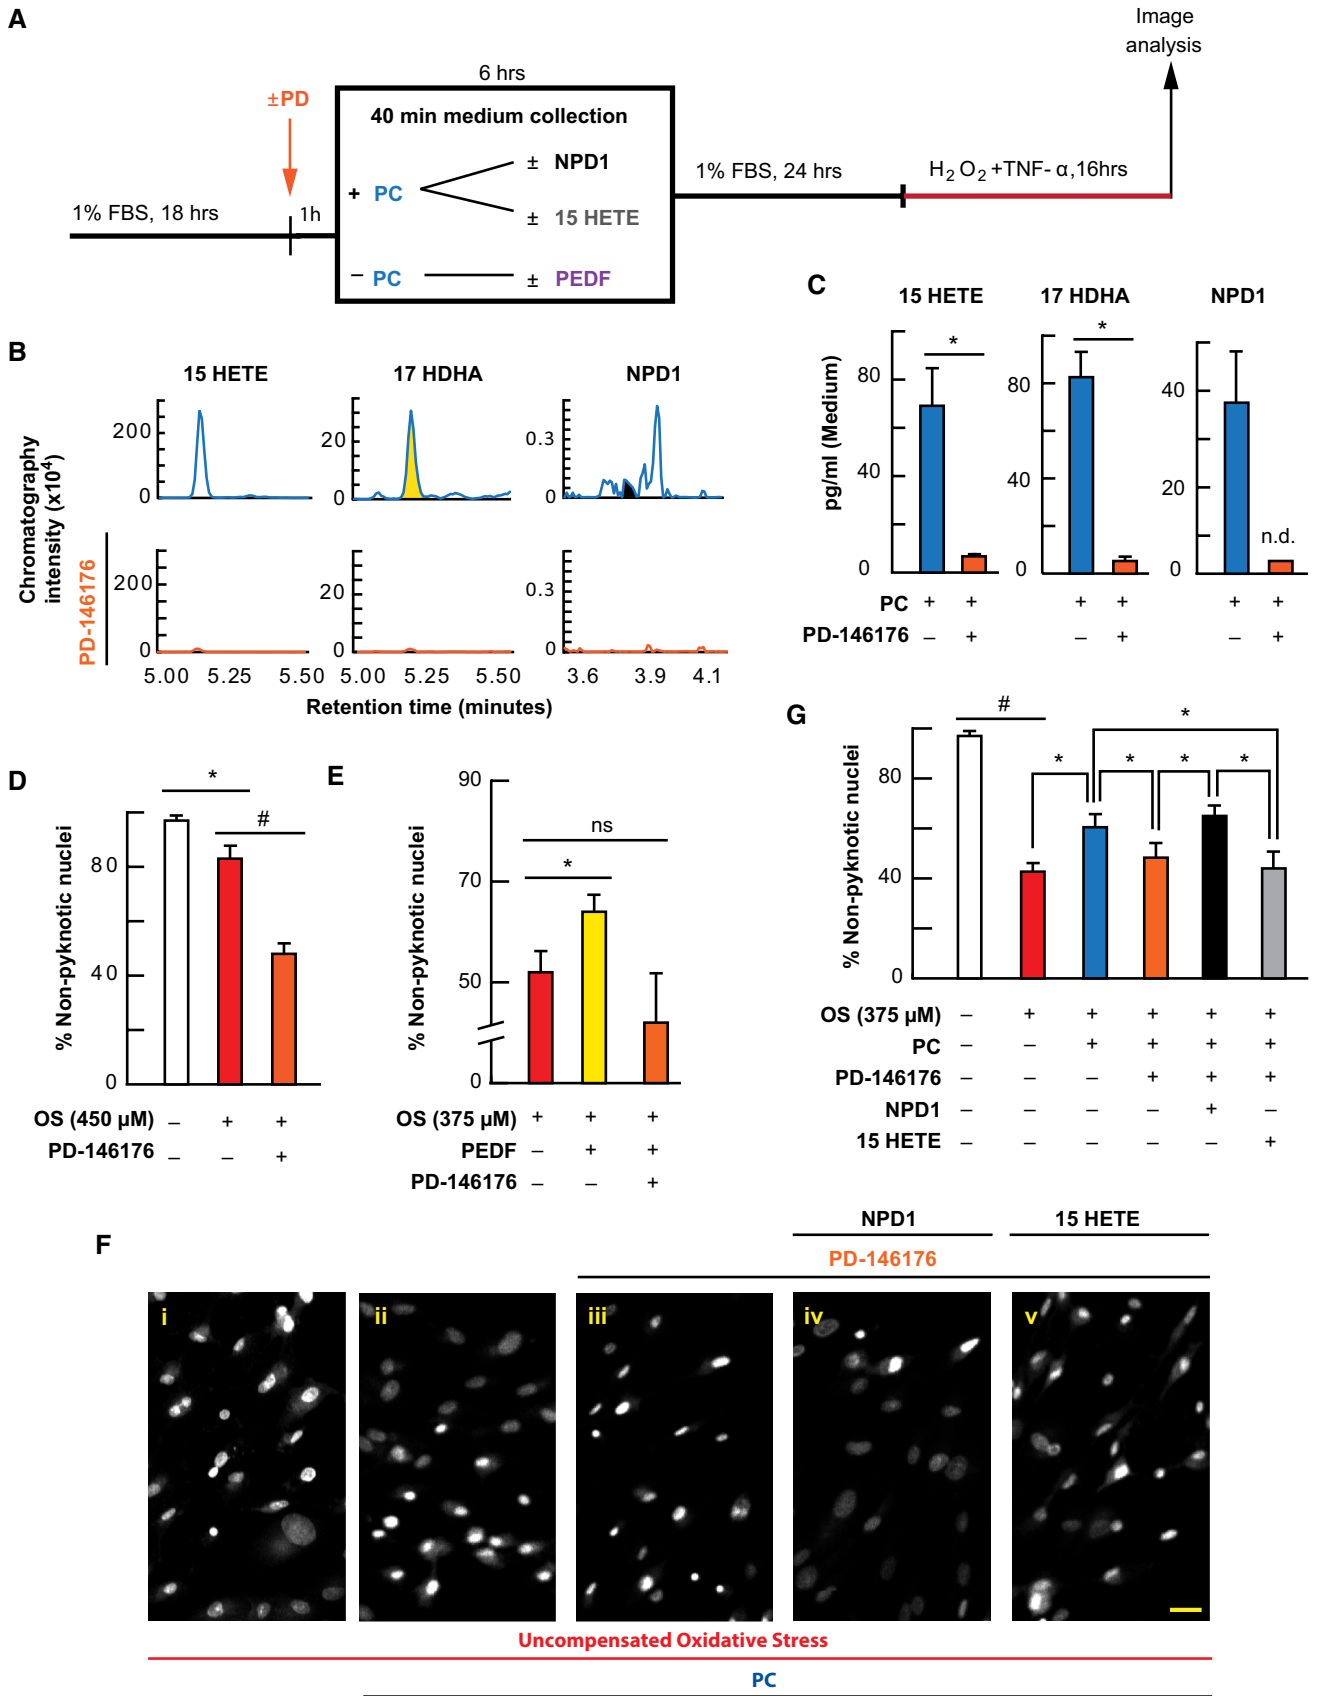 A
Image
analysis
6 hrs
±PD
40 min medium collection
± NPD1
+ PC
± 15 HETE
– PC ± PEDF
1% FBS, 18 hrs
1h
1% FBS, 24 hrs
H2O2+TNF- α,16hrs
B
15 HETE 17 HDHA NPD1
Chromatography
intensity (x10⁴)
200
0
20
0
0.3
0
PD-146176
200
0
20
0
0.3
0
5.00 5.25 5.50 5.00 5.25 5.50 3.6 3.9 4.1
Retention time (minutes)
C
15 HETE 17 HDHA NPD1
pg/ml (Medium)
80
40
0
*
80
40
0
*
40
20
0
n.d.
PC + + + + + +
PD-146176 – + – + – +
D
% Non-pyknotic nuclei
80
40
0
*
#
OS (450 µM) – + +
PD-146176 – – +
E
% Non-pyknotic nuclei
90
70
50
0
ns
*
OS (375 µM) + + +
PEDF – + +
PD-146176 – – +
G
% Non-pyknotic nuclei
80
40
0
#
*
* * * *
OS (375 µM) – + + + + +
PC – – + + + +
PD-146176 – – – + + +
NPD1 – – – – + –
15 HETE – – – – – +
F
NPD1 15 HETE
PD-146176
i ii iii iv v
Uncompensated Oxidative Stress
PC